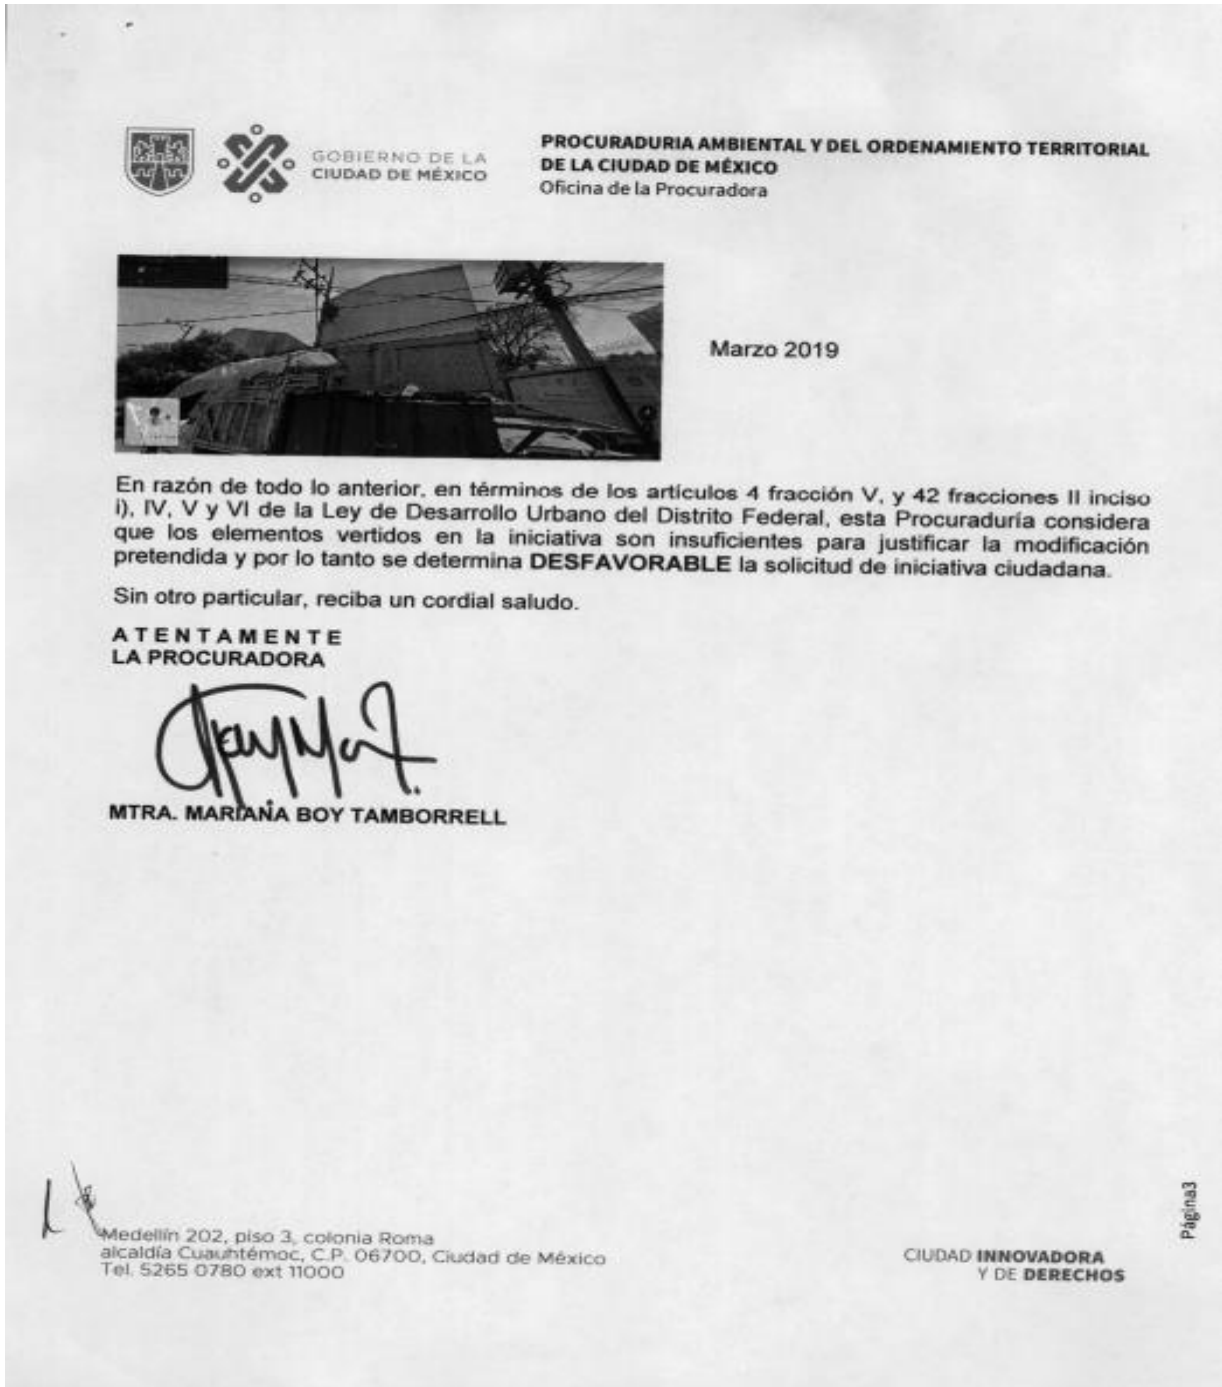 GOBIERNO DE LA
CIUDAD DE MÉXICO
PROCURADURIA AMBIENTAL Y DEL ORDENAMIENTO TERRITORIAL
DE LA CIUDAD DE MÉXICO
Oficina de la Procuradora
Marzo 2019
En razón de todo lo anterior, en términos de los artículos 4 fracción V, y 42 fracciones II inciso
i), IV, V y VI de la Ley de Desarrollo Urbano del Distrito Federal, esta Procuraduría considera
que los elementos vertidos en la iniciativa son insuficientes para justificar la modificación
pretendida y por lo tanto se determina DESFAVORABLE la solicitud de iniciativa ciudadana.
Sin otro particular, reciba un cordial saludo.
ATENTAMENTE
LA PROCURADORA
MTRA. MARIANA BOY TAMBORRELL
Medellín 202, piso 3, colonia Roma
alcaldía Cuauhtémoc, C.P. 06700, Ciudad de México
Tel. 5265 0780 ext 11000
CIUDAD INNOVADORA
Y DE DERECHOS
Página3